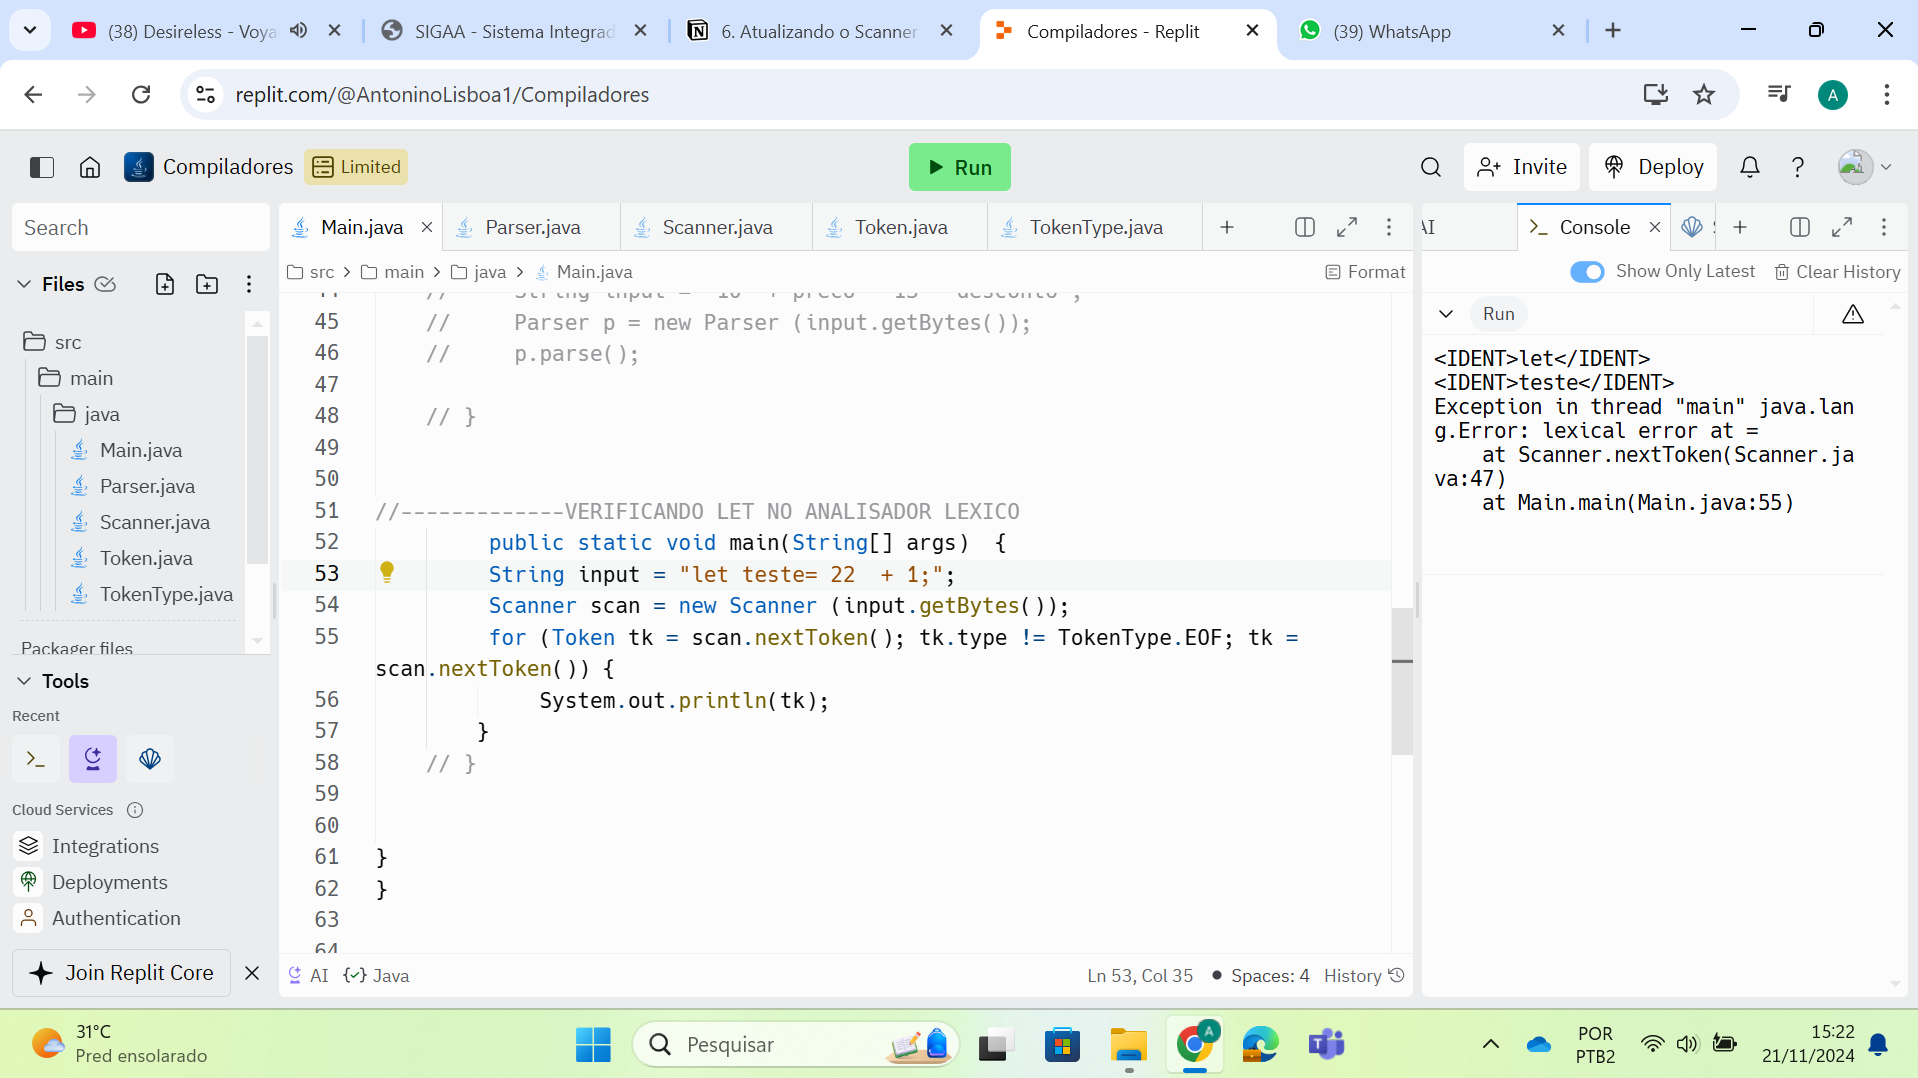 (38) Desireless - Voya
SIGAA - Sistema Integrad
6. Atualizando o Scanner
Compiladores - Replit
(39) WhatsApp
replit.com/@AntoninoLisboa1/Compiladores
A
Compiladores
Limited
Run
Invite
Deploy
?
Search
Files
src
main
java
Main.java
Parser.java
Scanner.java
Token.java
TokenType.java
Packager files
Tools
Recent
Cloud Services
Integrations
Deployments
Authentication
Join Replit Core
Main.java
Parser.java
Scanner.java
Token.java
TokenType.java
src > main > java > Main.java
Format
45 // Parser p = new Parser (input.getBytes());
46 // p.parse();
47
48 // }
49
50
51 //-------------VERIFICANDO LET NO ANALISADOR LEXICO
52 public static void main(String[] args)  {
53 String input = "let teste= 22  + 1;";
54 Scanner scan = new Scanner (input.getBytes());
55 for (Token tk = scan.nextToken(); tk.type != TokenType.EOF; tk =
scan.nextToken()) {
56 System.out.println(tk);
57 }
58 // }
59
60
61 }
62 }
63
64
AI
Java
Ln 53, Col 35
Spaces: 4
History
AI
Console
Show Only Latest
Clear History
Run
<IDENT>let</IDENT>
<IDENT>teste</IDENT>
Exception in thread "main" java.lan
g.Error: lexical error at =
at Scanner.nextToken(Scanner.ja
va:47)
at Main.main(Main.java:55)
31°C
Pred ensolarado
Pesquisar
A
POR
PTB2
15:22
21/11/2024